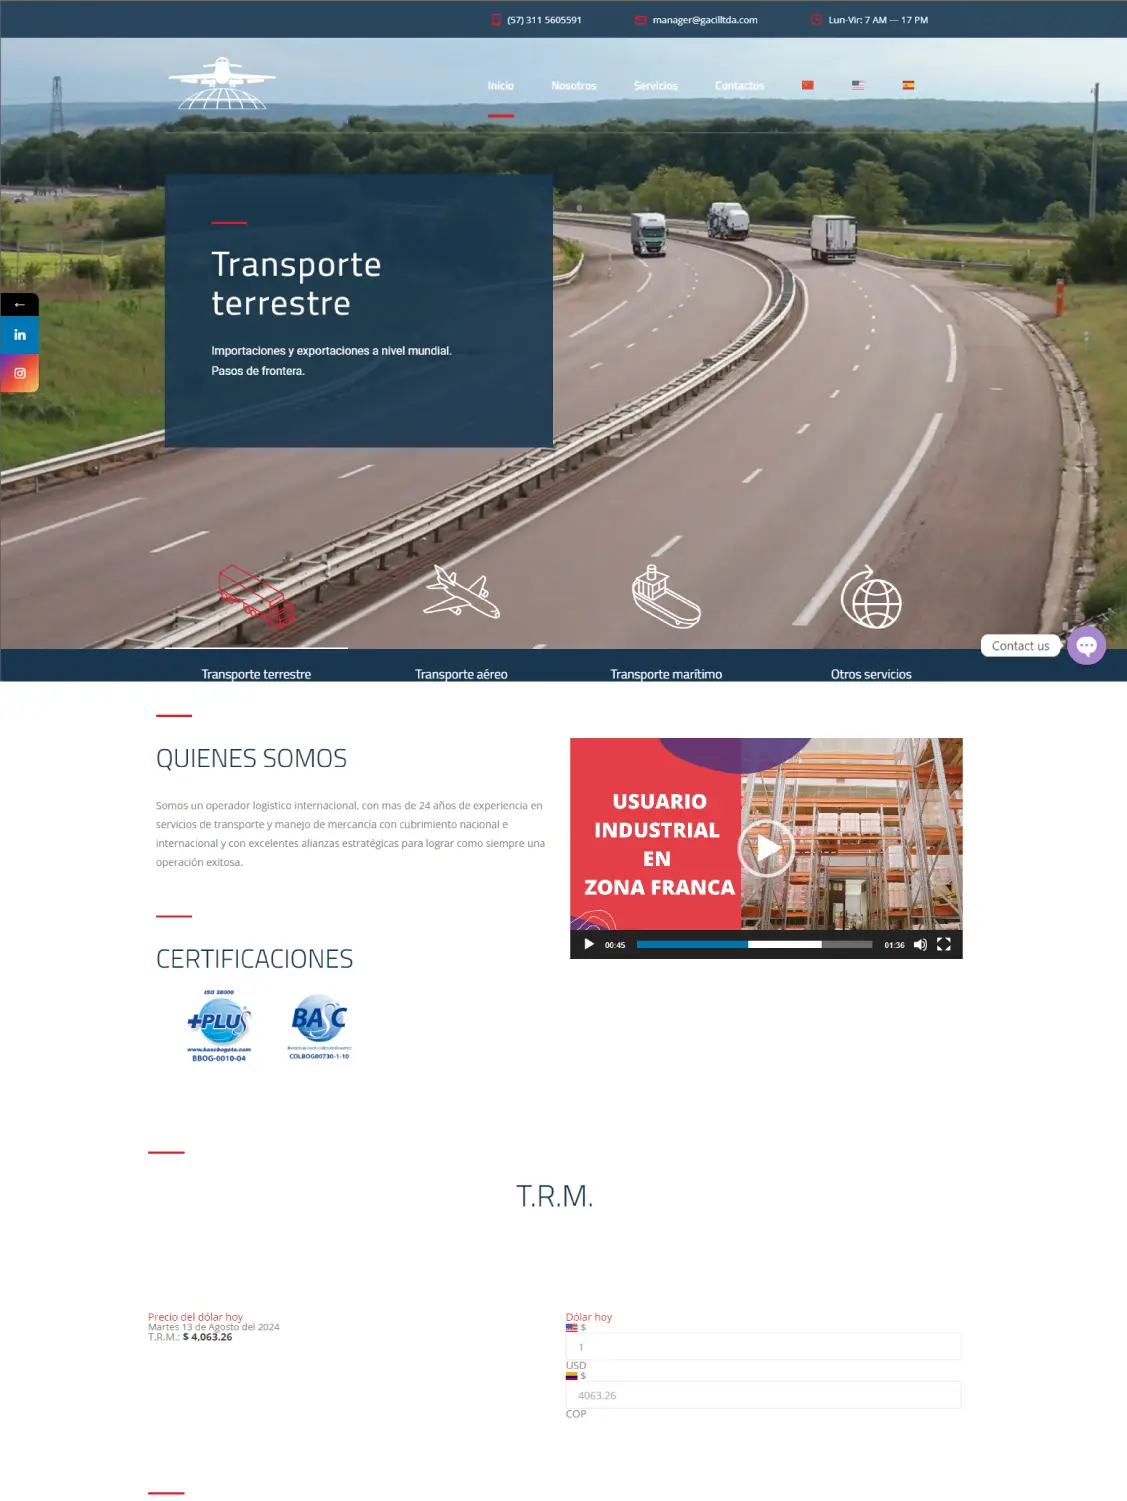 (57) 311 5605591
manager@gacilltda.com
Lun-Vir: 7 AM — 17 PM
Inicio
Nosotros
Servicios
Contactos
Transporte
terrestre
Importaciones y exportaciones a nivel mundial.
Pasos de frontera.
←
in
Contact us
Transporte terrestre
Transporte aéreo
Transporte marítimo
Otros servicios
QUIENES SOMOS
Somos un operador logistico internacional, con mas de 24 años de experiencia en
servicios de transporte y manejo de mercancía con cubrimiento nacional e
internacional y con excelentes alianzas estratégicas para lograr como siempre una
operación exitosa.
USUARIO
INDUSTRIAL
EN
ZONA FRANCA
00:45
01:36
CERTIFICACIONES
ISO 28000
+PLUS
www.bascbogota.com
BBOG-0010-04
BASC
COLBOG00730-1-10
T.R.M.
Precio del dólar hoy
Martes 13 de Agosto del 2024
T.R.M.: $ 4,063.26
Dólar hoy
$
1
USD
$
4063.26
COP